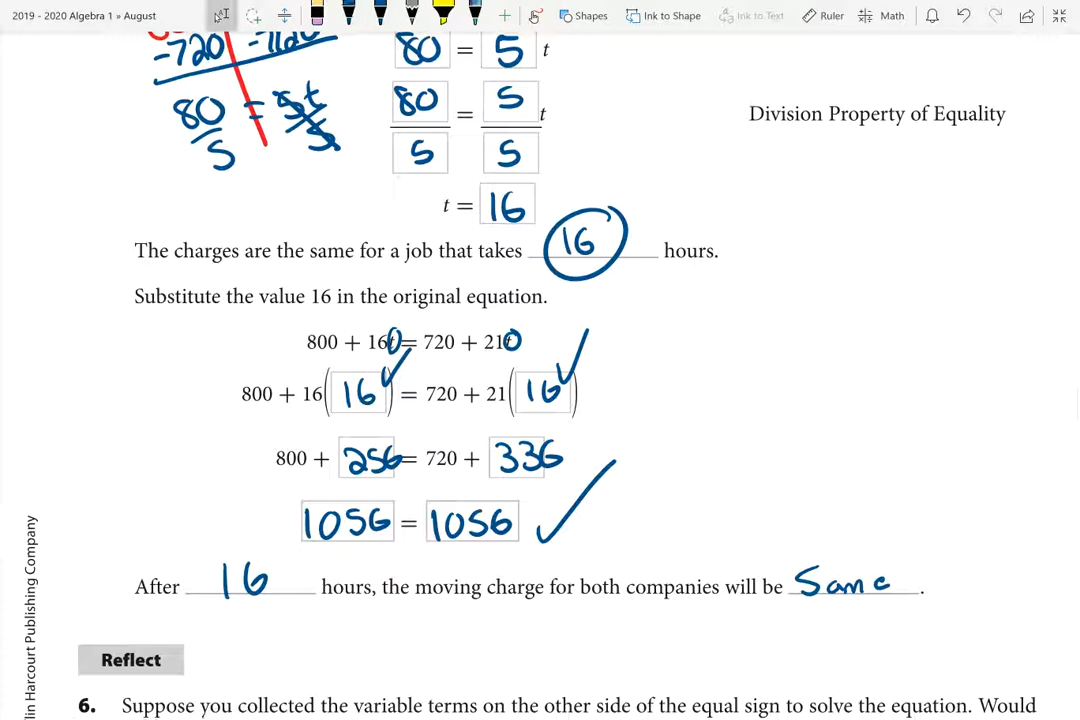 2019 - 2020 Algebra 1 » August
Shapes
Ink to Shape
Ink to Text
Ruler
Math
-720
80 = 5 t
80 = 5t
5
80 = 5 t
5 5
Division Property of Equality
t = 16
The charges are the same for a job that takes 16 hours.
Substitute the value 16 in the original equation.
800 + 16t = 720 + 21t
800 + 16(16) = 720 + 21(16)
800 + 256 = 720 + 336
1056 = 1056
After 16 hours, the moving charge for both companies will be Same.
Reflect
6. Suppose you collected the variable terms on the other side of the equal sign to solve the equation. Would
lin Harcourt Publishing Company